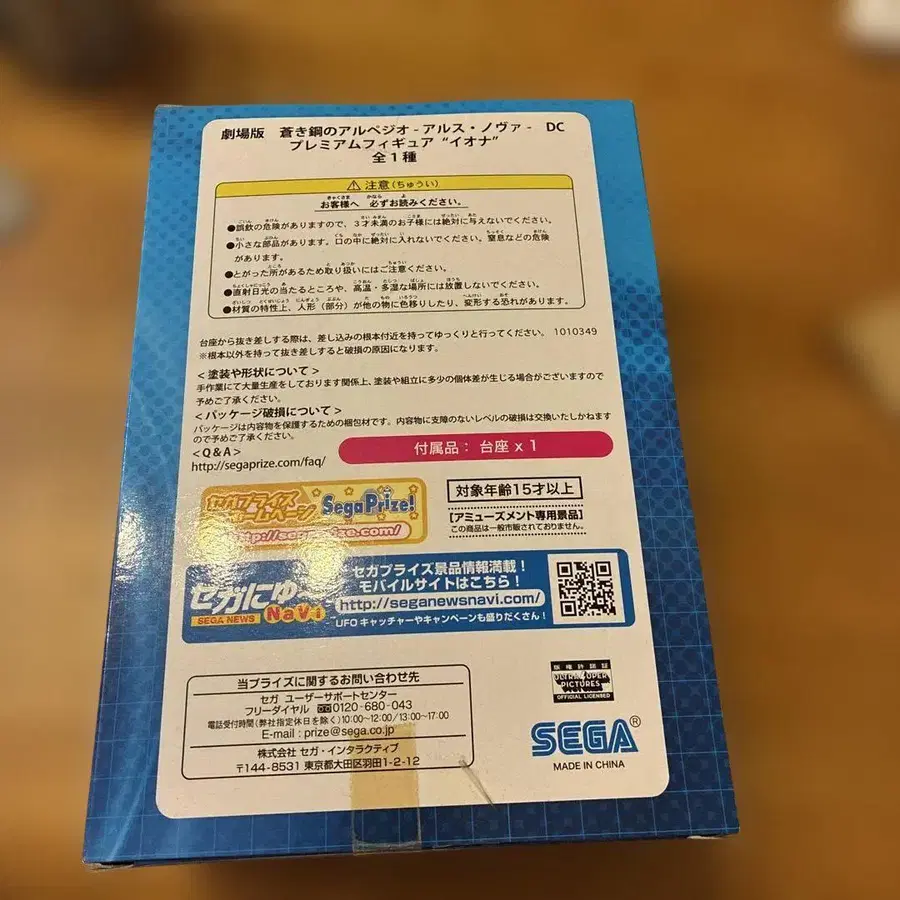 劇場版 蒼き鋼のアルペジオ - アルス・ノヴァ - DC
プレミアムフィギュア “イオナ”
全1種
⚠ 注意(ちゅうい)
お客様へ 必ずお読みください。
●誤飲の危険がありますので、3才未満のお子様には絶対に与えないでください。
●小さな部品があります。口の中に絶対に入れないでください。窒息などの危険
があります。
●とがった所があるため取り扱いにはご注意ください。
●直射日光の当たるところや、高温・多湿な場所には放置しないでください。
●材質の特性上、人形(部分)が他の物に色移りしたり、変形する恐れがあります。
台座から抜き差しする際は、差し込みの根本付近を持ってゆっくりと行ってください。 1010349
※根本以外を持って抜き差しすると破損の原因になります。
<塗装や形状について>
手作業にて大量生産をしております関係上、塗装や組立に多少の個体差が生じる場合がございますので
予めご了承ください。
<パッケージ破損について>
パッケージは内容物を保護するための梱包材です。内容物に支障のないレベルの破損は交換いたしかねます
ので予めご了承ください。
<Q&A>
http://segaprize.com/faq/
付属品: 台座 x 1
セガプライズ
ホームページ
SegaPrize!
http://segaprize.com/
対象年齢15才以上
[アミューズメント専用景品]
この商品は一般市販されておりません。
セガにゅ
SEGA NEWS NaVi
セガプライズ景品情報満載!
モバイルサイトはこちら!
http://seganewsnavi.com/
UFOキャッチャーやキャンペーンも盛りだくさん!
当プライズに関するお問い合わせ先
セガ ユーザーサポートセンター
フリーダイヤル 0120-680-043
電話受付時間(弊社指定休日を除く)10:00~12:00/13:00~17:00
E-mail : prize@sega.co.jp
株式会社 セガ・インタラクティブ
〒144-8531 東京都大田区羽田1-2-12
版権許諾証
ULTRA SUPER
PICTURES
OFFICIAL LICENSED
SEGA®
MADE IN CHINA